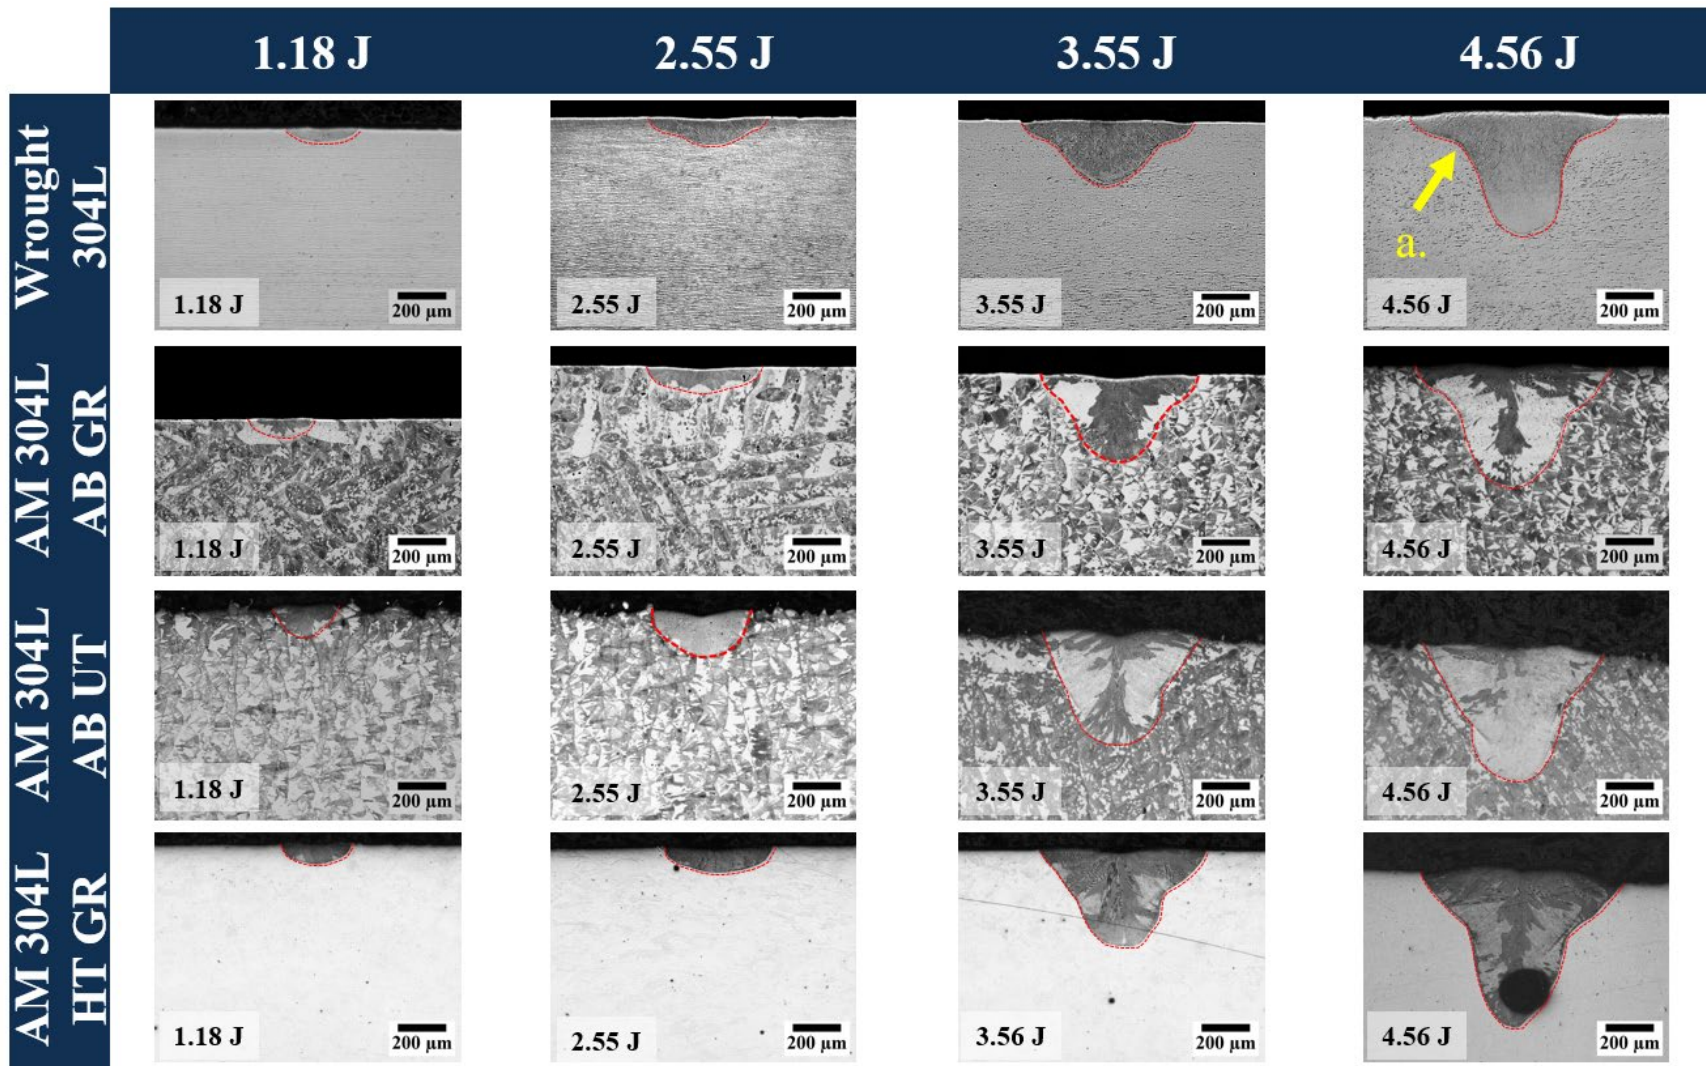 1.18 J
2.55 J
3.55 J
4.56 J
Wrought
304L
1.18 J
200 µm
2.55 J
200 µm
3.55 J
200 µm
a.
4.56 J
200 µm
AM 304L
AB GR
1.18 J
200 µm
2.55 J
200 µm
3.55 J
200 µm
4.56 J
200 µm
AM 304L
AB UT
1.18 J
200 µm
2.55 J
200 µm
3.55 J
200 µm
4.56 J
200 µm
AM 304L
HT GR
1.18 J
200 µm
2.55 J
200 µm
3.56 J
200 µm
4.56 J
200 µm